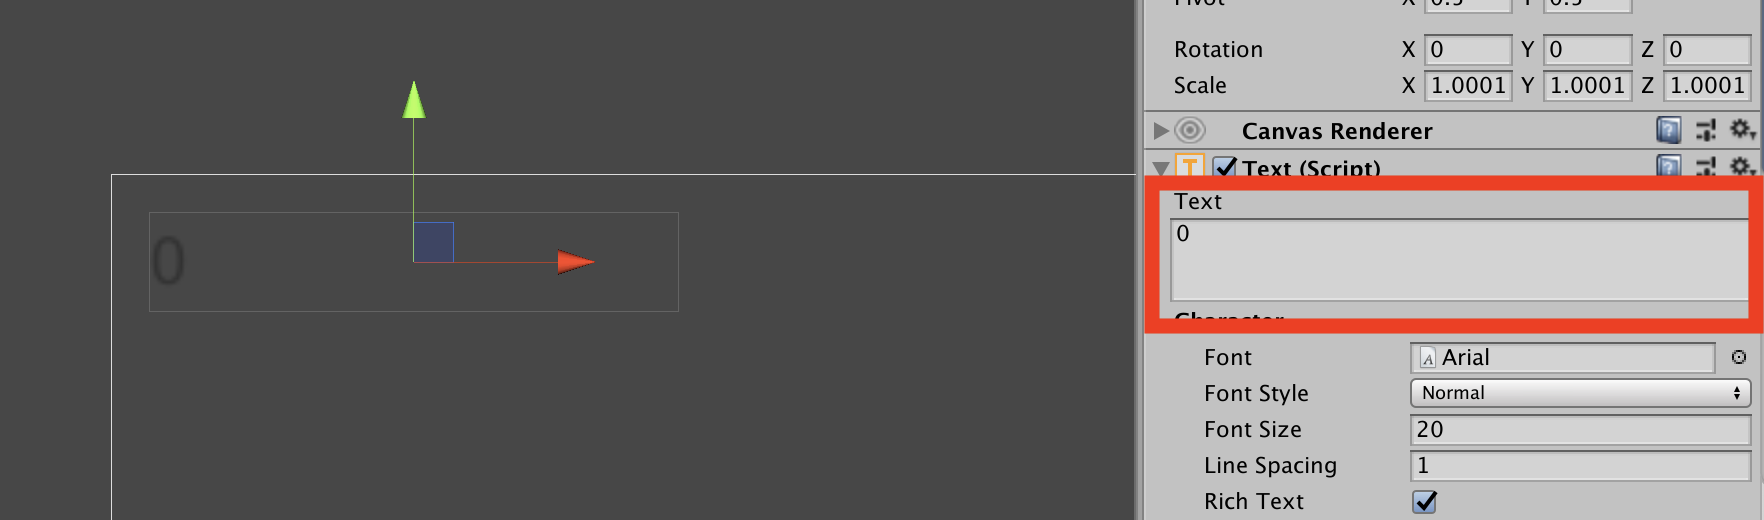 0
Pivot X 0.5 Y 0.5
Rotation X 0 Y 0 Z 0
Scale X 1.0001 Y 1.0001 Z 1.0001
Canvas Renderer
T Text (Script)
Text
0
Character
Font A Arial
Font Style Normal
Font Size 20
Line Spacing 1
Rich Text